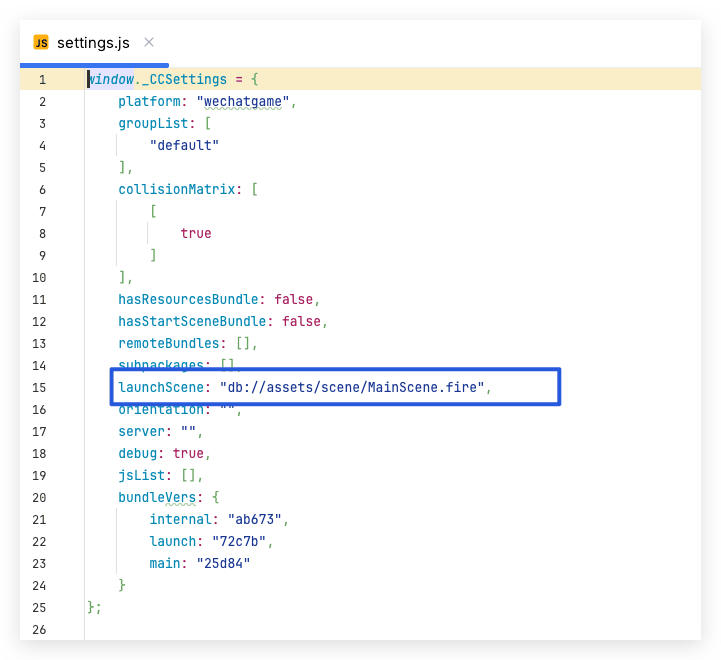 JS settings.js ×
1 window._CCSettings = {
2 platform: "wechatgame",
3 groupList: [
4 "default"
5 ],
6 collisionMatrix: [
7 [
8 true
9 ]
10 ],
11 hasResourcesBundle: false,
12 hasStartSceneBundle: false,
13 remoteBundles: [],
14 subpackages: [],
15 launchScene: "db://assets/scene/MainScene.fire",
16 orientation: "",
17 server: "",
18 debug: true,
19 jsList: [],
20 bundleVers: {
21 internal: "ab673",
22 launch: "72c7b",
23 main: "25d84"
24 }
25 };
26